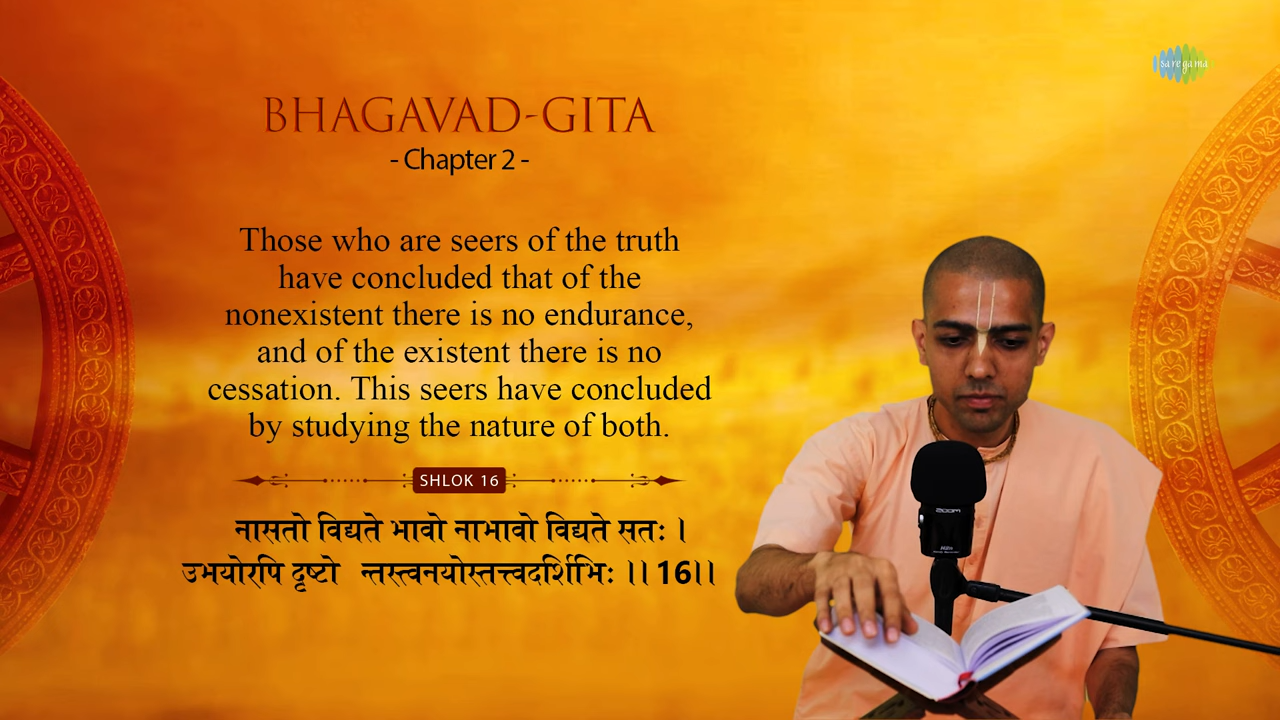 saregama
BHAGAVAD-GITA
- Chapter 2 -
Those who are seers of the truth
have concluded that of the
nonexistent there is no endurance,
and of the existent there is no
cessation. This seers have concluded
by studying the nature of both.
SHLOK 16
नासतो विद्यते भावो नाभावो विद्यते सतः ।
उभयोरपि दृष्टो न्तस्त्वनयोस्तत्त्वदर्शिभिः ।। 16।।
zoom